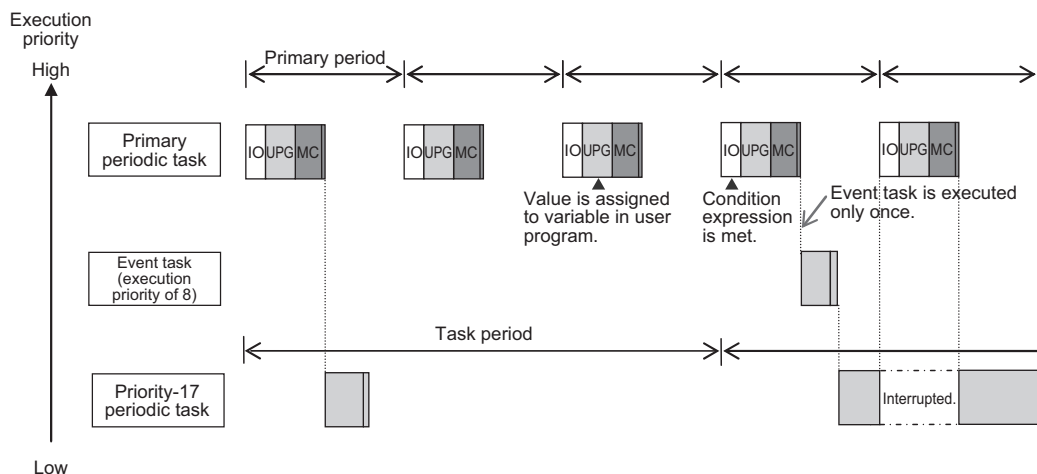 Execution
priority
High
Primary period
Primary
periodic task
IO UPG MC
IO UPG MC
IO UPG MC
IO UPG MC
IO UPG MC
Value is assigned
to variable in user
program.
Condition
expression
is met.
Event task is executed
only once.
Event task
(execution
priority of 8)
Task period
Priority-17
periodic task
Interrupted.
Low